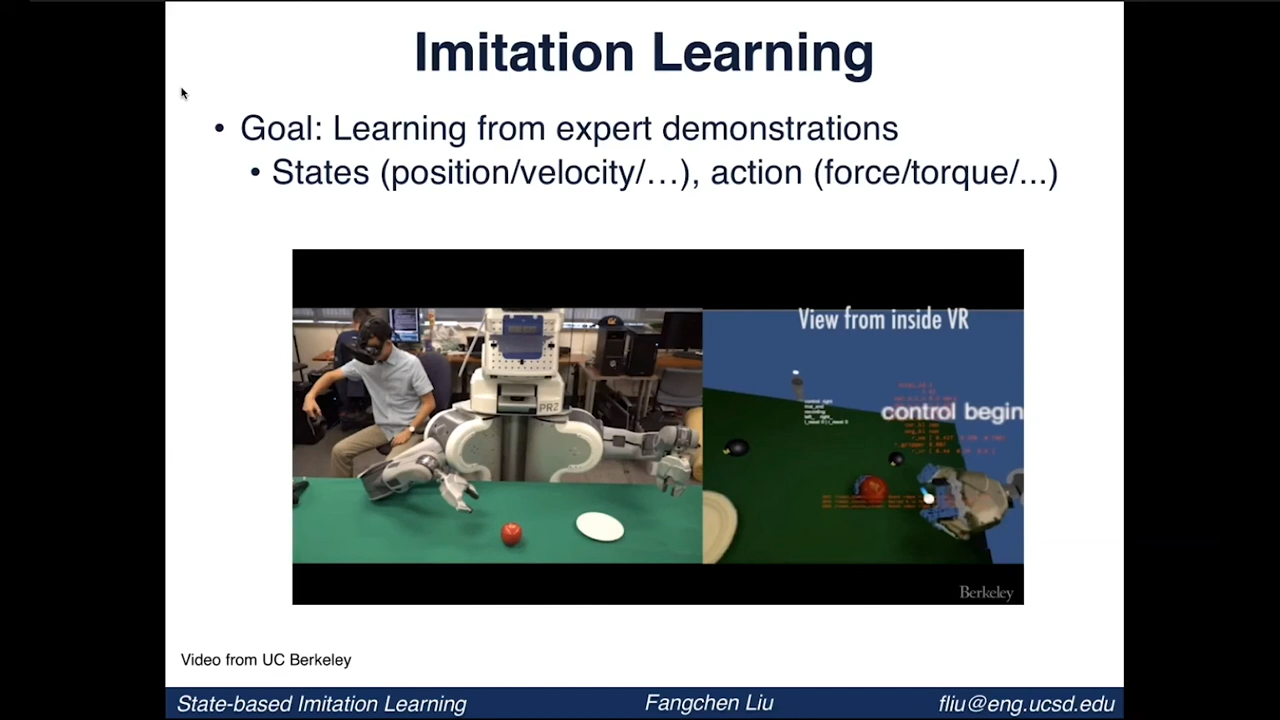 Imitation Learning
• Goal: Learning from expert demonstrations
• States (position/velocity/…), action (force/torque/...)
View from inside VR
control begin
PR2
Berkeley
Video from UC Berkeley
State-based Imitation Learning
Fangchen Liu
fliu@eng.ucsd.edu